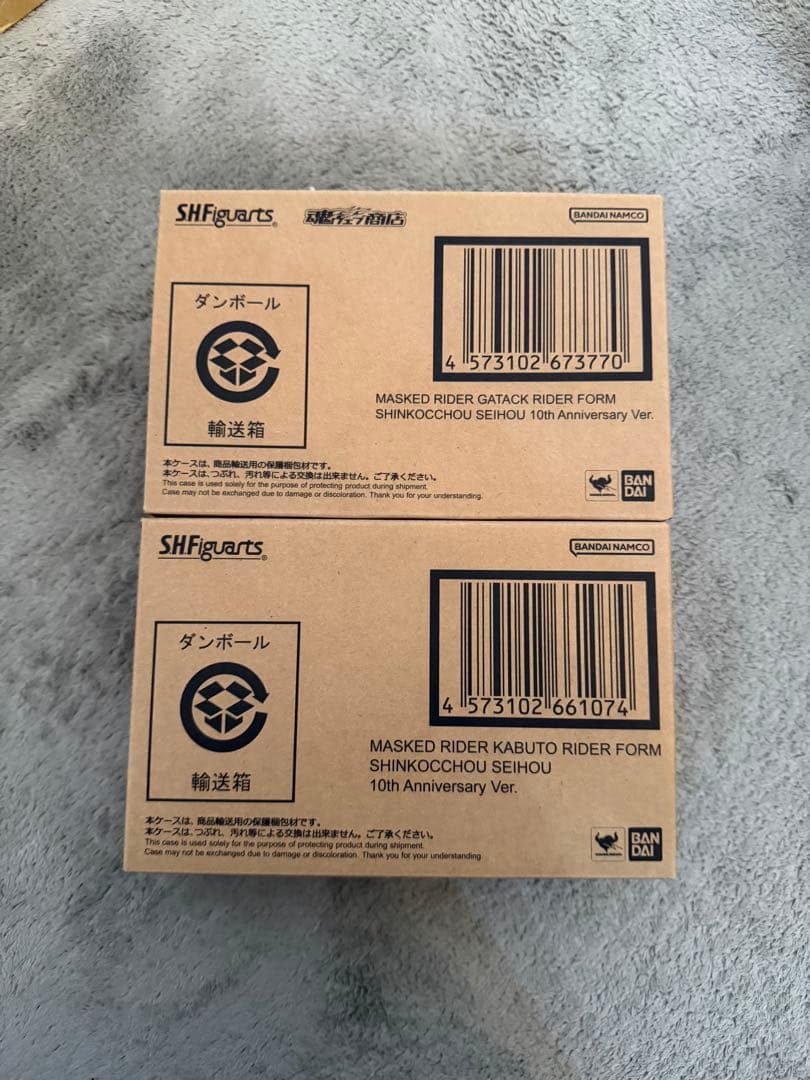 S.H.Figuarts®
魂ウェブ商店
BANDAI NAMCO
ダンボール
輸送箱
4 573102 673770
MASKED RIDER GATACK RIDER FORM
SHINKOCCHOU SEIHOU 10th Anniversary Ver.
本ケースは、商品輸送用の保護梱包材です。
本ケースは、つぶれ、汚れ等による交換は出来ません。ご了承ください。
This case is used solely for the purpose of protecting product during shipment.
Case may not be exchanged due to damage or discoloration. Thank you for your understanding.
BAN
DAI
S.H.Figuarts®
BANDAI NAMCO
ダンボール
輸送箱
4 573102 661074
MASKED RIDER KABUTO RIDER FORM
SHINKOCCHOU SEIHOU
10th Anniversary Ver.
本ケースは、商品輸送用の保護梱包材です。
本ケースは、つぶれ、汚れ等による交換は出来ません。ご了承ください。
This case is used solely for the purpose of protecting product during shipment.
Case may not be exchanged due to damage or discoloration. Thank you for your understanding
BAN
DAI